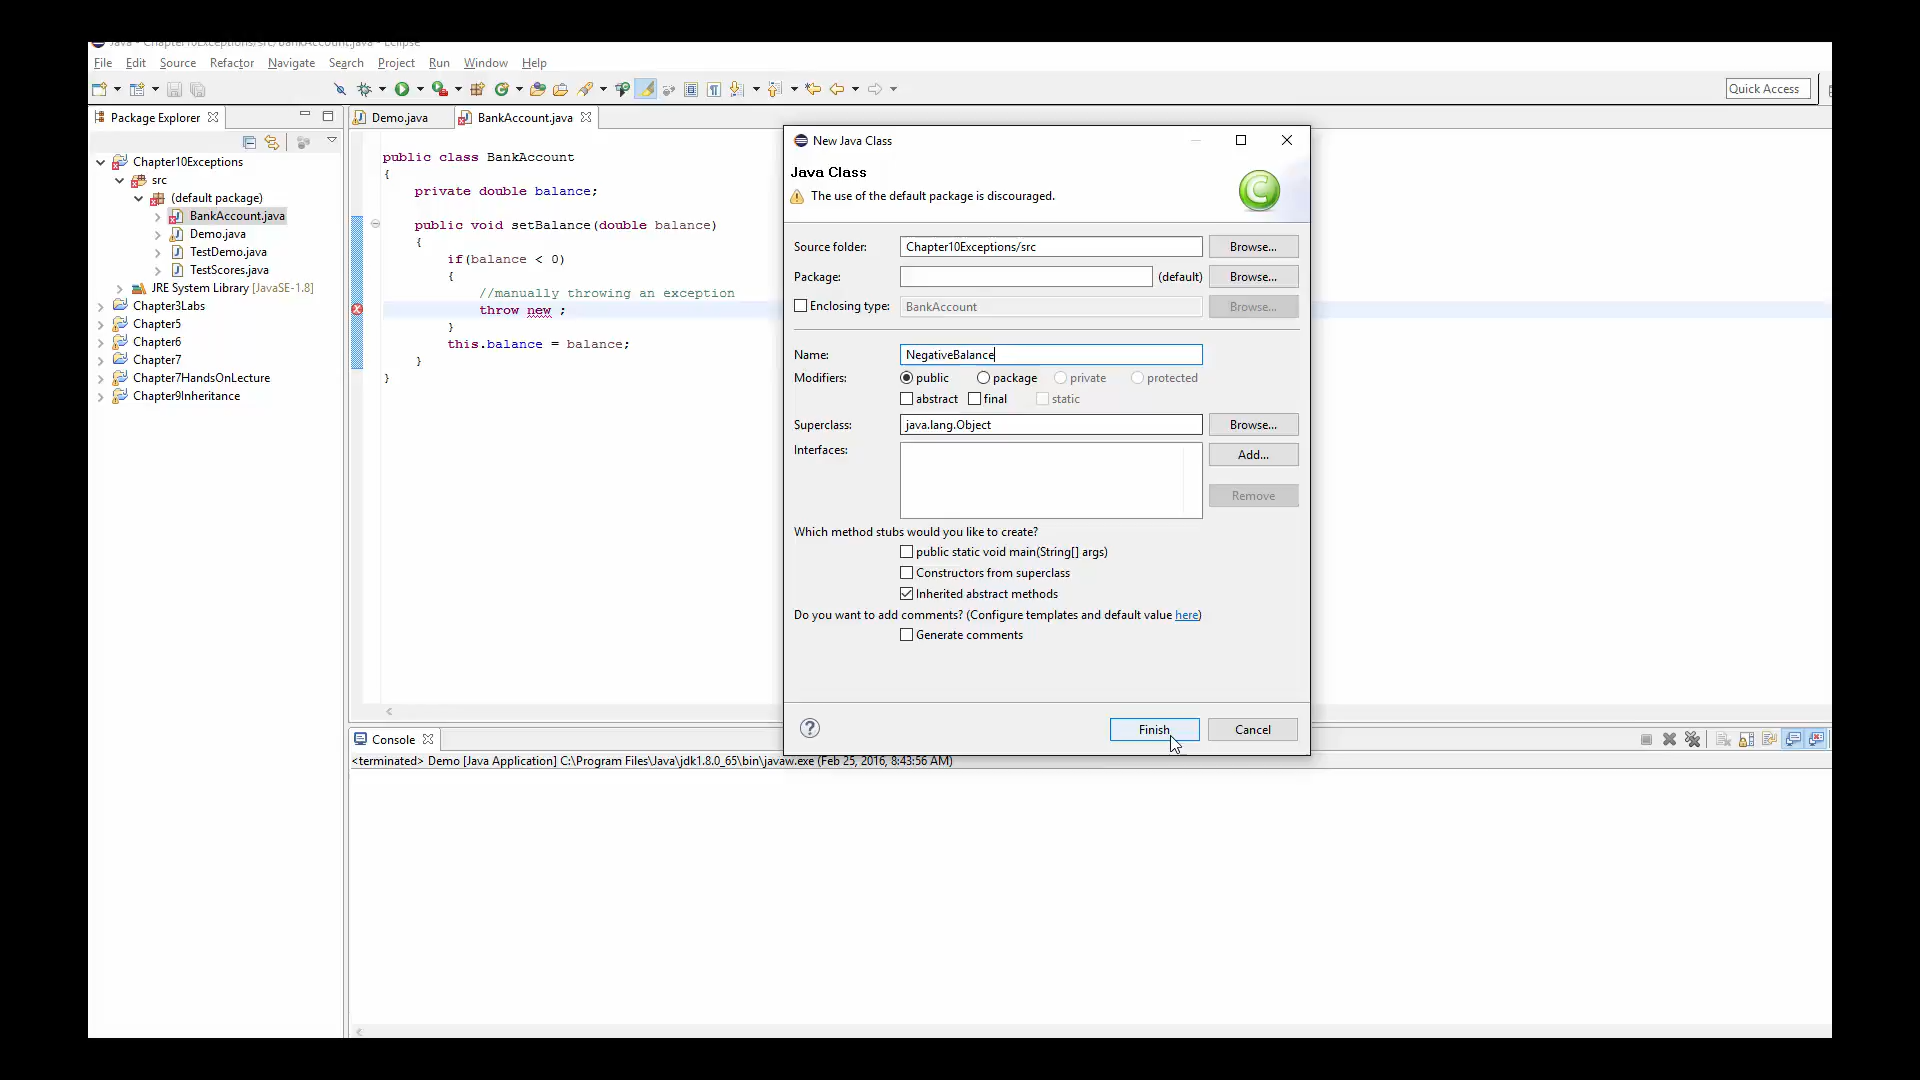 Java - Chapter10Exceptions/src/BankAccount.java - Eclipse
File Edit Source Refactor Navigate Search Project Run Window Help
Quick Access
Package Explorer
Demo.java
BankAccount.java
Chapter10Exceptions
src
(default package)
BankAccount.java
Demo.java
TestDemo.java
TestScores.java
JRE System Library [JavaSE-1.8]
Chapter3Labs
Chapter5
Chapter6
Chapter7
Chapter7HandsOnLecture
Chapter9Inheritance
public class BankAccount
{
private double balance;
public void setBalance(double balance)
{
if(balance < 0)
{
//manually throwing an exception
throw new ;
}
this.balance = balance;
}
}
New Java Class
Java Class
The use of the default package is discouraged.
Source folder: Chapter10Exceptions/src Browse...
Package: (default) Browse...
Enclosing type: BankAccount Browse...
Name: NegativeBalance
Modifiers: public package private protected
abstract final static
Superclass: java.lang.Object Browse...
Interfaces: Add...
Remove
Which method stubs would you like to create?
public static void main(String[] args)
Constructors from superclass
Inherited abstract methods
Do you want to add comments? (Configure templates and default value here)
Generate comments
? Finish Cancel
Console
<terminated> Demo [Java Application] C:\Program Files\Java\jdk1.8.0_65\bin\javaw.exe (Feb 25, 2016, 8:43:56 AM)